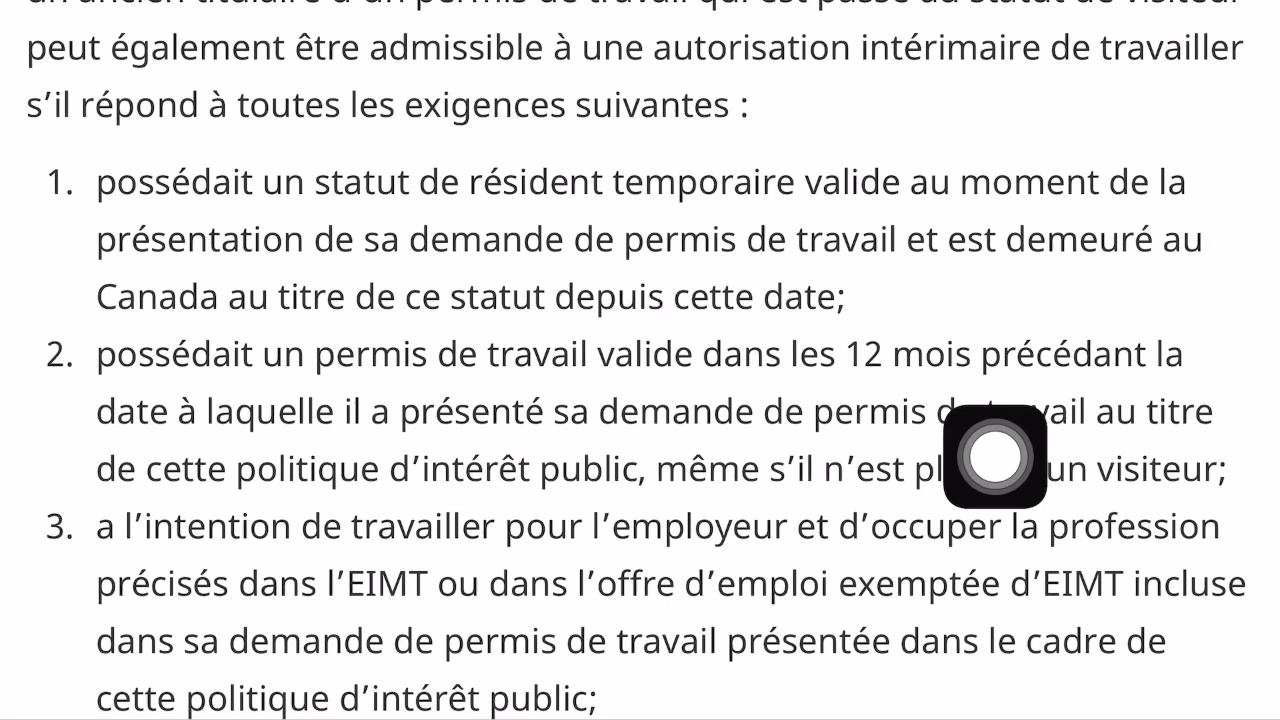 peut également être admissible à une autorisation intérimaire de travailler
s’il répond à toutes les exigences suivantes :
1. possédait un statut de résident temporaire valide au moment de la
présentation de sa demande de permis de travail et est demeuré au
Canada au titre de ce statut depuis cette date;
2. possédait un permis de travail valide dans les 12 mois précédant la
date à laquelle il a présenté sa demande de permis au titre
de cette politique d’intérêt public, même s’il n’est un visiteur;
3. a l’intention de travailler pour l’employeur et d’occuper la profession
précisés dans l’EIMT ou dans l’offre d’emploi exemptée d’EIMT incluse
dans sa demande de permis de travail présentée dans le cadre de
cette politique d’intérêt public;